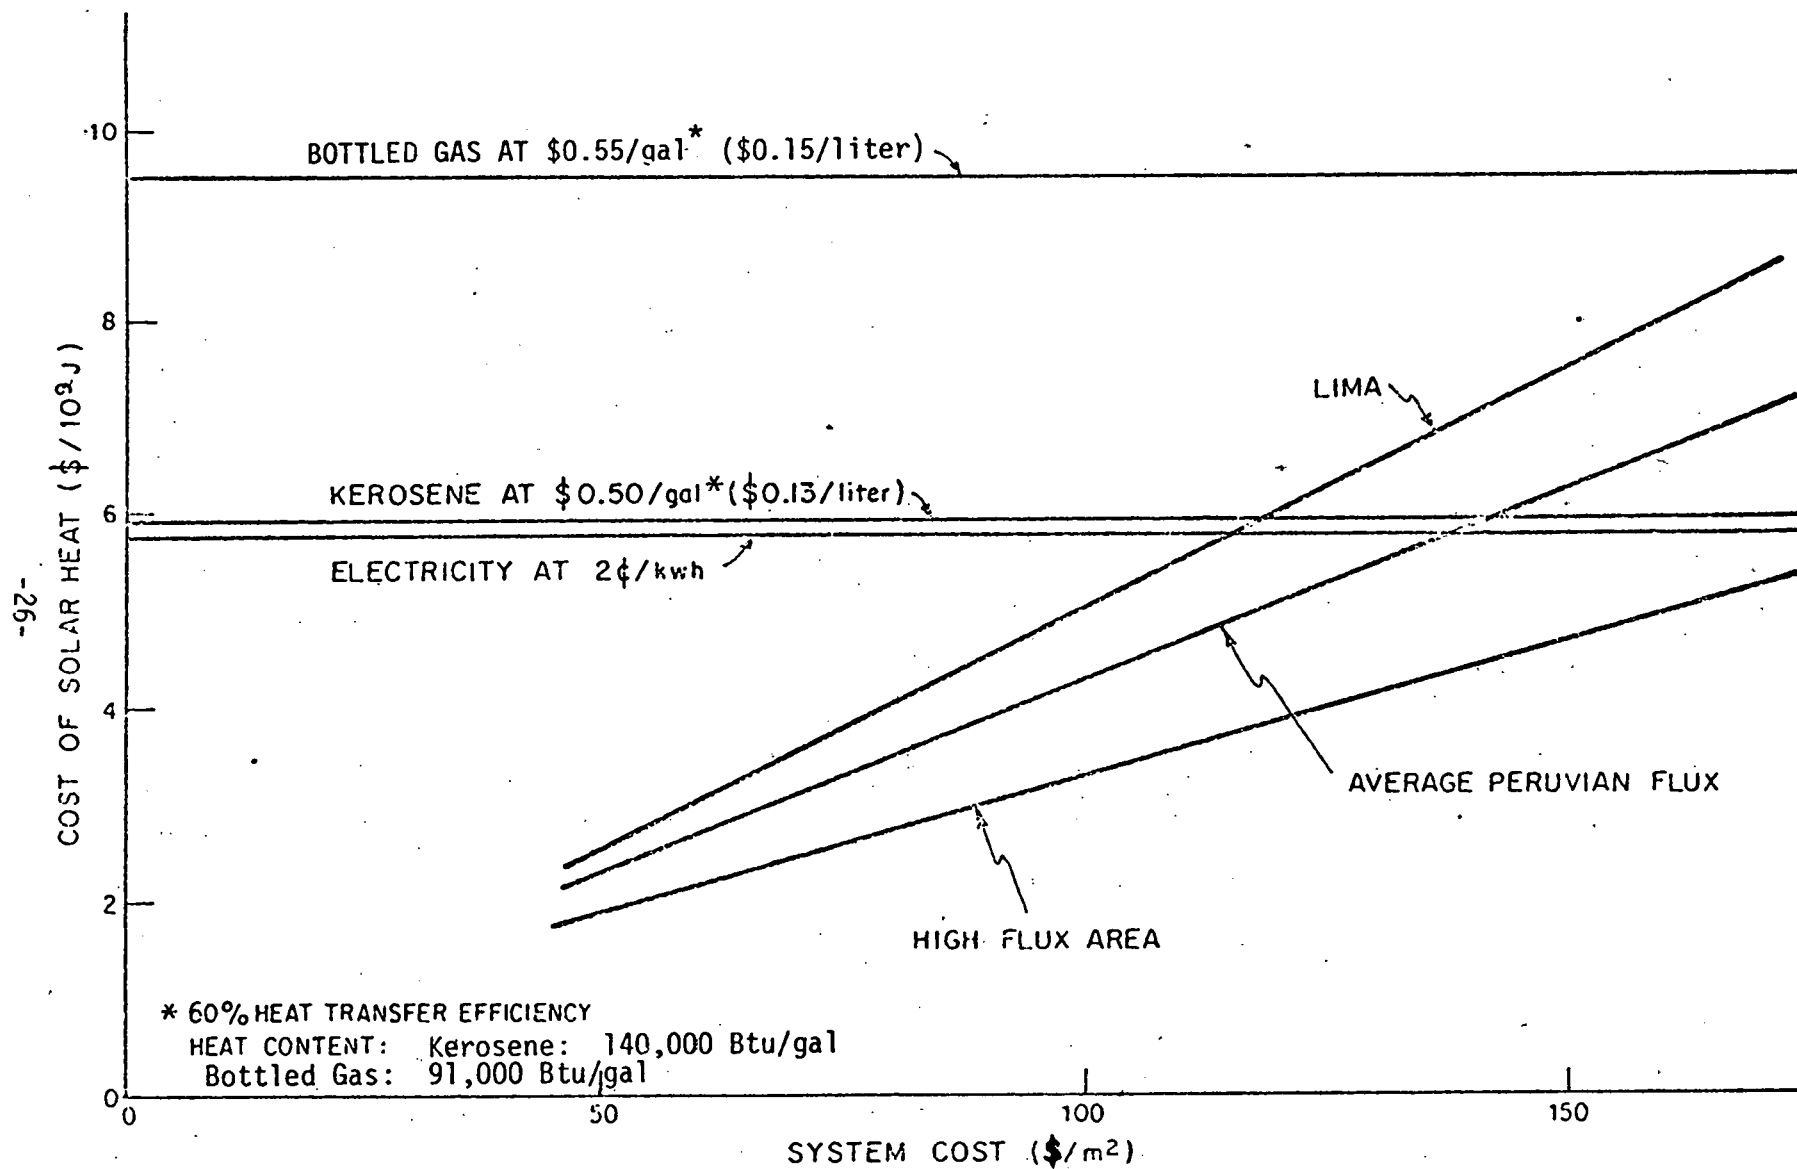 10
BOTTLED GAS AT $0.55/gal* ($0.15/liter)
8
LIMA
KEROSENE AT $0.50/gal* ($0.13/liter)
6
ELECTRICITY AT 2¢/kwh
COST OF SOLAR HEAT ($/10⁹J)
-26-
4
AVERAGE PERUVIAN FLUX
2
HIGH FLUX AREA
* 60% HEAT TRANSFER EFFICIENCY
HEAT CONTENT: Kerosene: 140,000 Btu/gal
Bottled Gas: 91,000 Btu/gal
0
0 50 100 150
SYSTEM COST ($/m²)